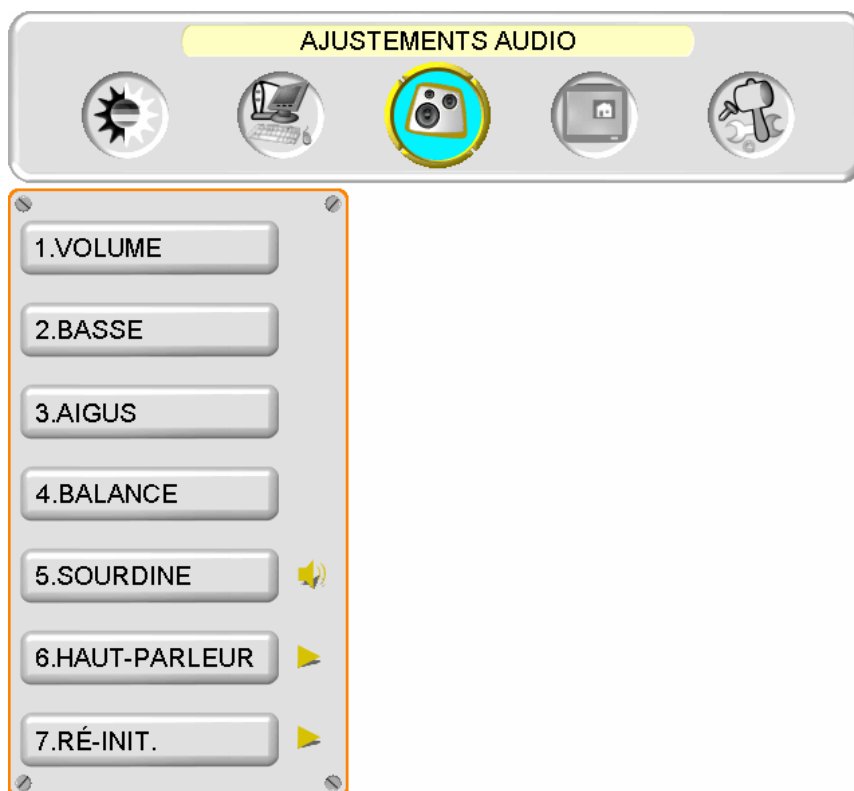 AJUSTEMENTS AUDIO
1.VOLUME
2.BASSE
3.AIGUS
4.BALANCE
5.SOURDINE
6.HAUT-PARLEUR
7.RÉ-INIT.